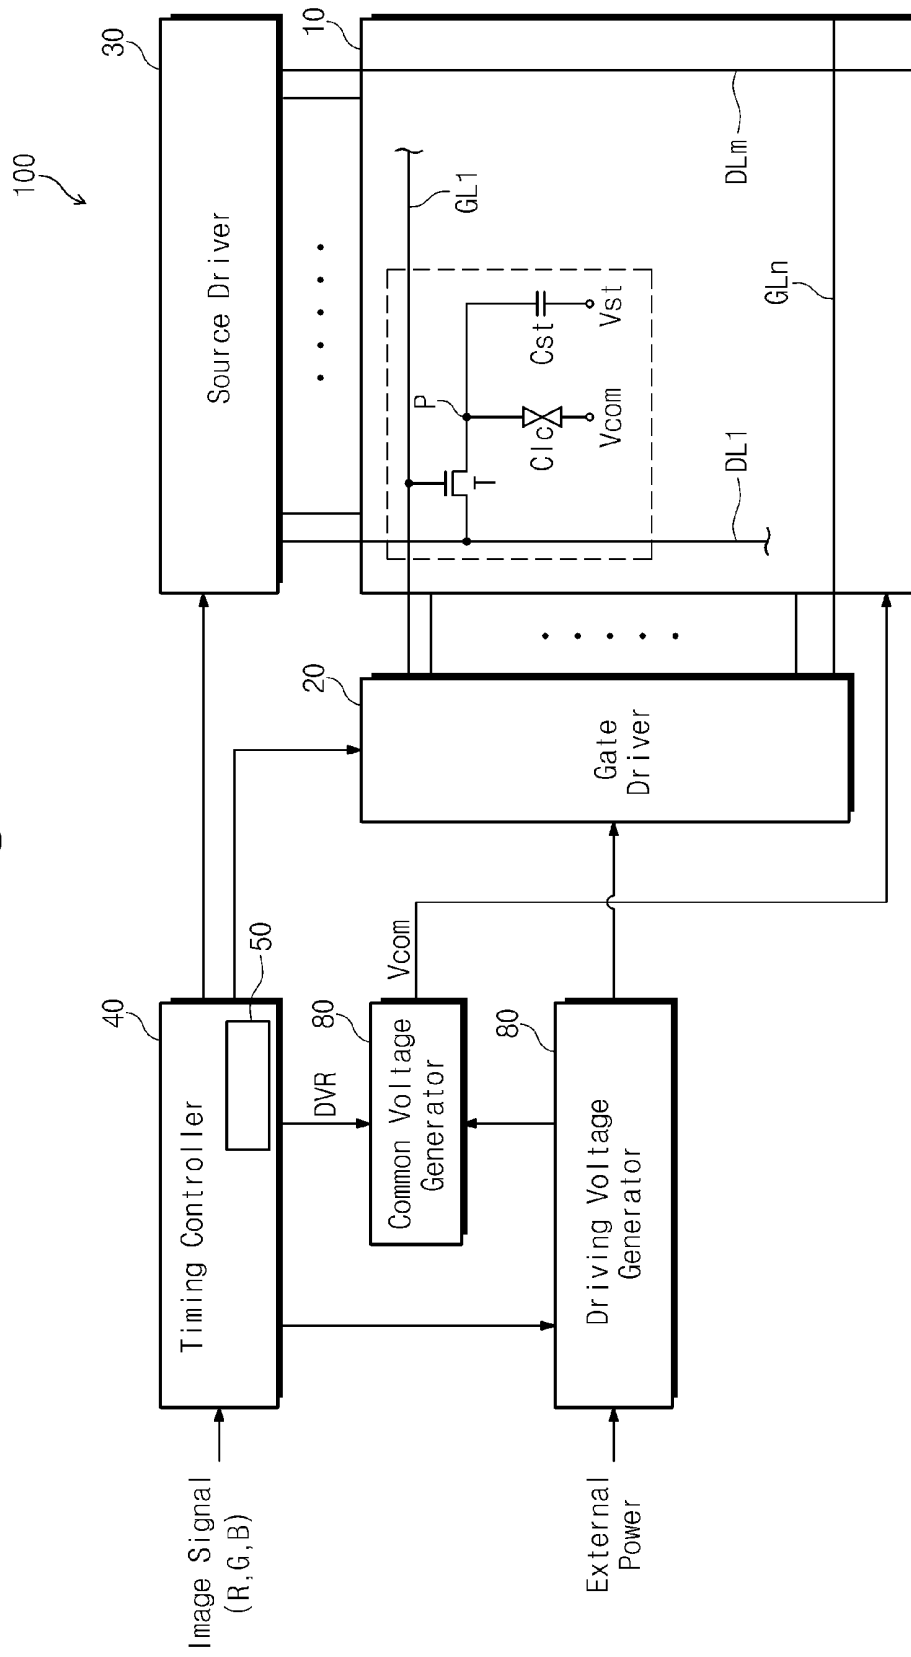 100
Image Signal
(R,G,B)
40
Timing Controller
50
30
Source Driver
DVR
80
Common Voltage
Generator
Vcom
80
Driving Voltage
Generator
External
Power
20
Gate
Driver
10
GL1
P
T
Clc
Cst
Vcom
Vst
DL1
DLm
GLn